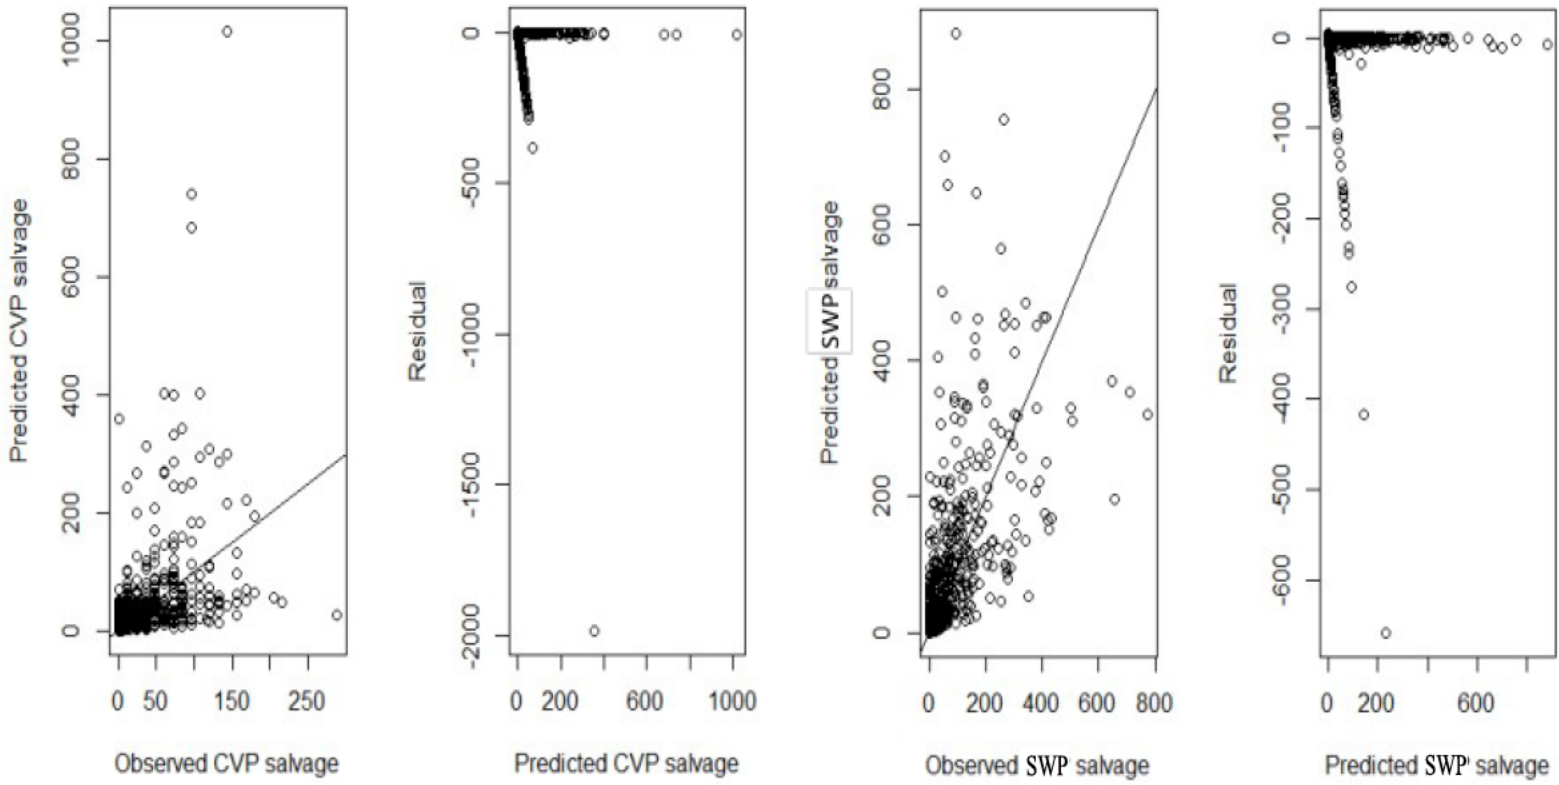 Predicted CVP salvage
0 200 400 600 800 1000
0 50 150 250
Observed CVP salvage
Residual
-2000 -1500 -1000 -500 0
0 200 600 1000
Predicted CVP salvage
Predicted SWP salvage
0 200 400 600 800
0 200 400 600 800
Observed SWP salvage
Residual
-600 -500 -400 -300 -200 -100 0
0 200 600
Predicted SWP' salvage